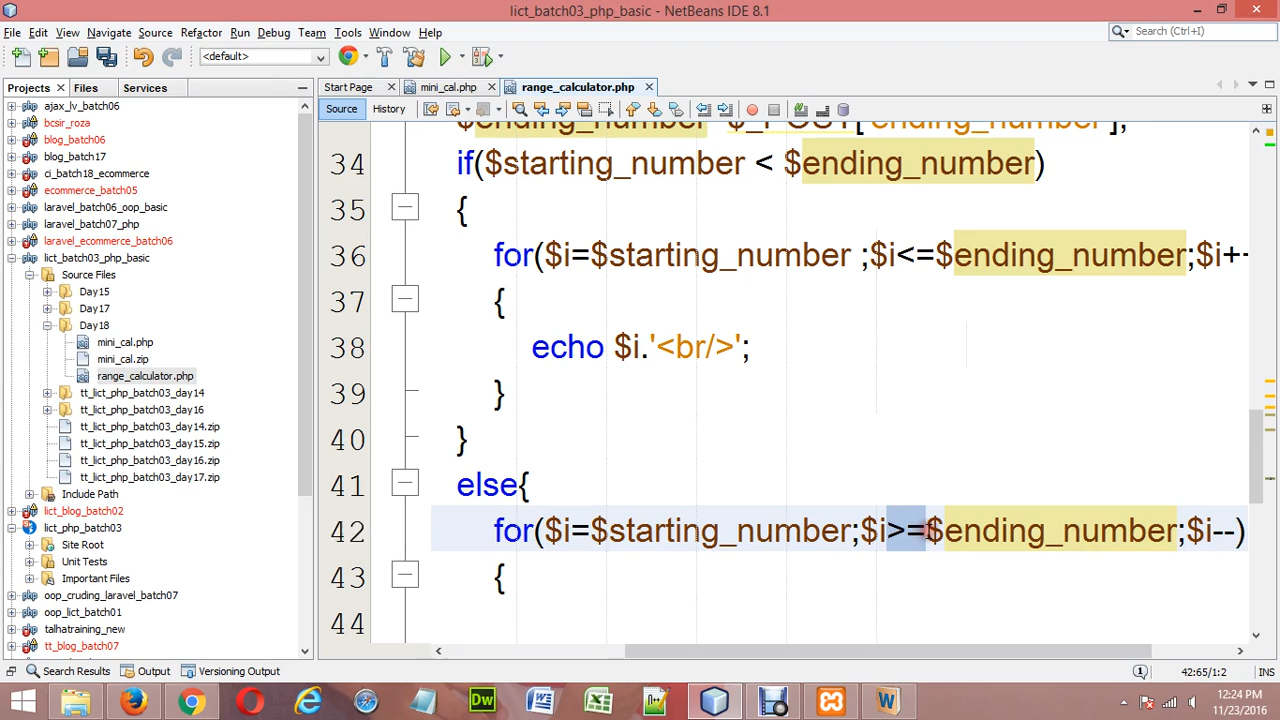 lict_batch03_php_basic - NetBeans IDE 8.1
File Edit View Navigate Source Refactor Run Debug Team Tools Window Help
Search (Ctrl+I)
<default>
Projects Files Services
Start Page mini_cal.php range_calculator.php
Source History
ajax_lv_batch06
bcsir_roza
blog_batch06
blog_batch17
ci_batch18_ecommerce
ecommerce_batch05
laravel_batch06_oop_basic
laravel_batch07_php
laravel_ecommerce_batch06
lict_batch03_php_basic
Source Files
Day15
Day17
Day18
mini_cal.php
mini_cal.zip
range_calculator.php
tt_lict_php_batch03_day14
tt_lict_php_batch03_day16
tt_lict_php_batch03_day14.zip
tt_lict_php_batch03_day15.zip
tt_lict_php_batch03_day16.zip
tt_lict_php_batch03_day17.zip
Include Path
lict_blog_batch02
lict_php_batch03
Site Root
Unit Tests
Important Files
oop_cruding_laravel_batch07
oop_lict_batch01
talhatraining_new
tt_blog_batch07
34 if($starting_number < $ending_number)
35 {
36 for($i=$starting_number ;$i<=$ending_number;$i+-
37 {
38 echo $i.'<br/>';
39 }
40 }
41 else{
42 for($i=$starting_number;$i>=$ending_number;$i--)
43 {
44
Search Results Output Versioning Output
42:65/1:2 INS
12:24 PM
11/23/2016